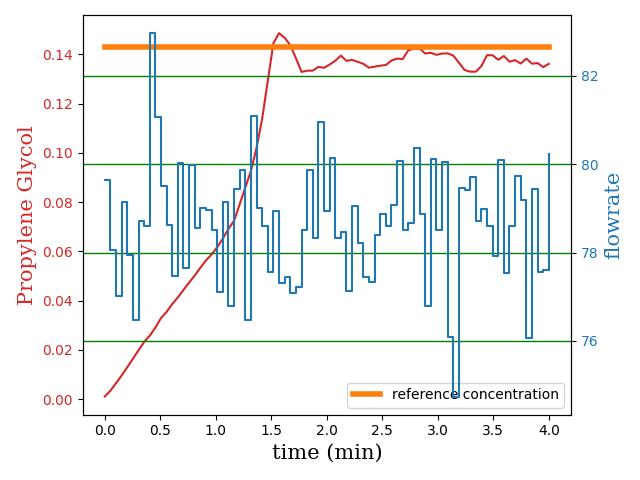 Propylene Glycol
0.14
0.12
0.10
0.08
0.06
0.04
0.02
0.00
82
80
78
76
flowrate
reference concentration
0.0 0.5 1.0 1.5 2.0 2.5 3.0 3.5 4.0
time (min)